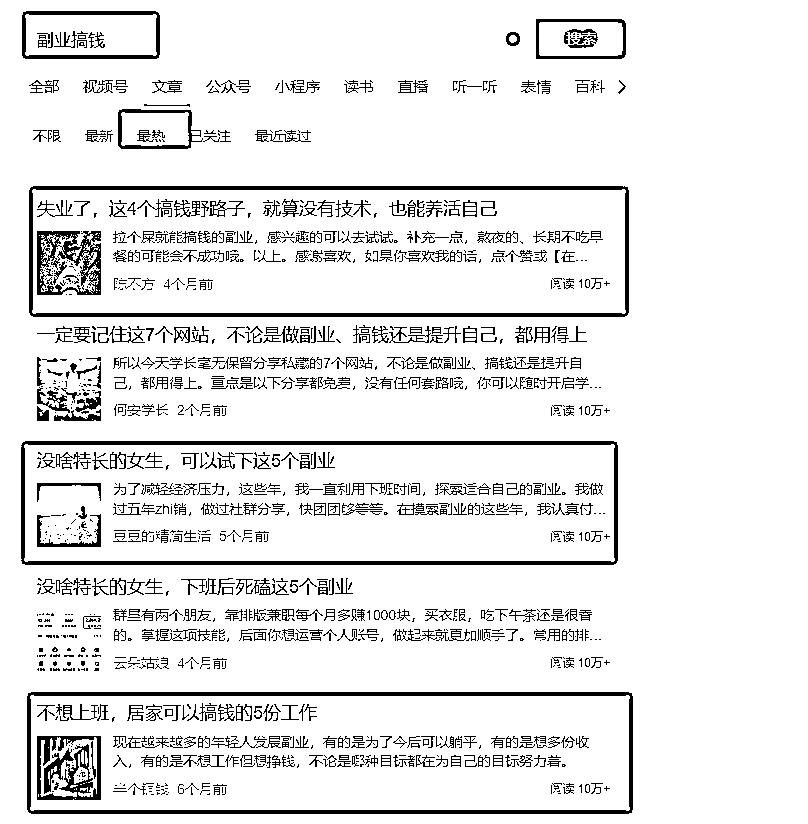 副业搞钱
搜索
全部 视频号 文章 公众号 小程序 读书 直播 听一听 表情 百科
不限 最新 最热 已关注 最近读过
失业了，这4个搞钱野路子，就算没有技术，也能养活自己
拉个屎就能搞钱的副业，感兴趣的可以去试试。补充一点，熬夜的、长期不吃早
餐的可能会不成功哦。以上。感谢喜欢，如果你喜欢我的话，点个赞或【在...
陈不方 4个月前 阅读 10万+
一定要记住这7个网站，不论是做副业、搞钱还是提升自己，都用得上
所以今天学长毫无保留分享私藏的7个网站，不论是做副业、搞钱还是提升自
己，都用得上。重点是以下分享都免费，没有任何套路哦，你可以随时开启学...
何安学长 2个月前 阅读 10万+
没啥特长的女生，可以试下这5个副业
为了减轻经济压力，这些年，我一直利用下班时间，探索适合自己的副业。我做
过五年zhi销，做过社群分享，快团团够等等。在摸索副业的这些年，我认真付...
豆豆的精简生活 5个月前 阅读 10万+
没啥特长的女生，下班后死磕这5个副业
群里有两个朋友，靠排版兼职每个月多赚1000块，买衣服，吃下午茶还是很香
的。掌握这项技能，后面你想运营个人账号，做起来就更加顺手了。常用的排...
云朵姑娘 4个月前 阅读 10万+
不想上班，居家可以搞钱的5份工作
现在越来越多的年轻人发展副业，有的是为了今后可以躺平，有的是想多份收
入，有的是不想工作但想挣钱，不论是哪种目标都在为自己的目标努力着。
个搞钱 6个月前 阅读 10万+